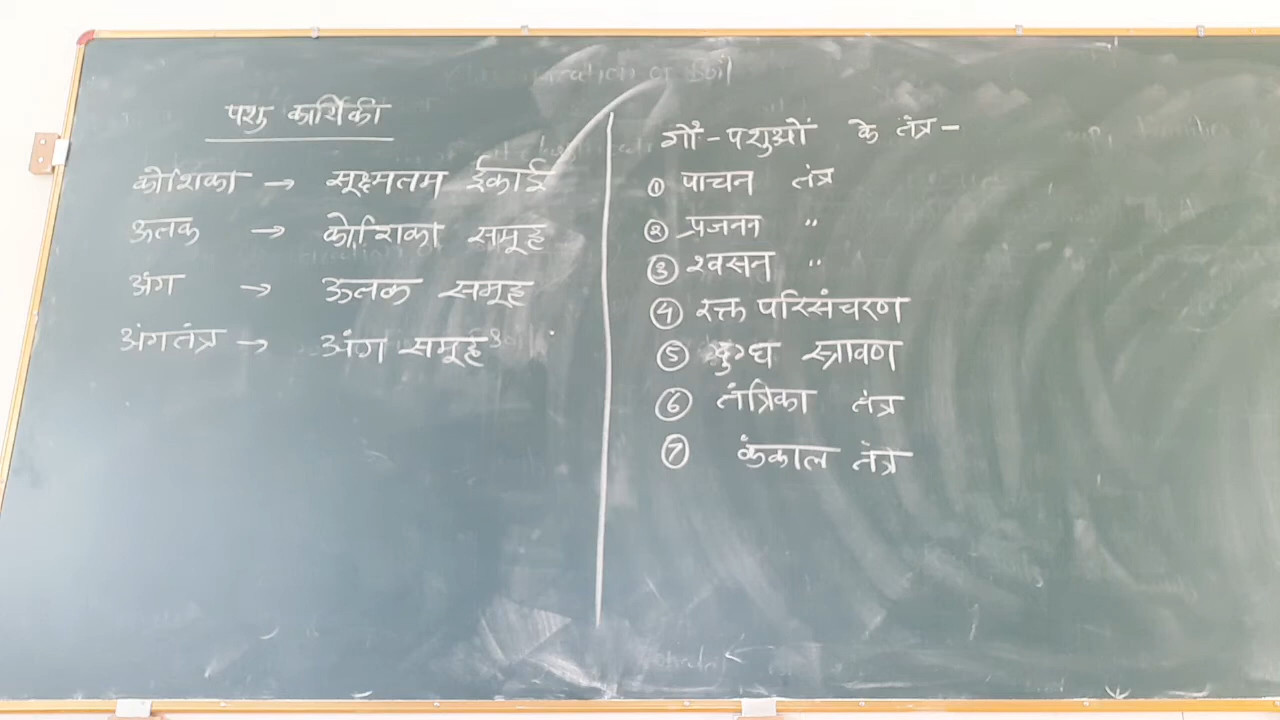 पशु कार्यिकी
कोशिका → सूक्ष्मतम ईकाई
ऊतक → कोशिका समूह
अंग → ऊतक समूह
अंगतंत्र → अंग समूह
गौ-पशुओं के तंत्र-
① पाचन तंत्र
② प्रजनन "
③ श्वसन "
④ रक्त परिसंचरण
⑤ दुग्ध स्त्रावण
⑥ तंत्रिका तंत्र
⑦ कंकाल तंत्र